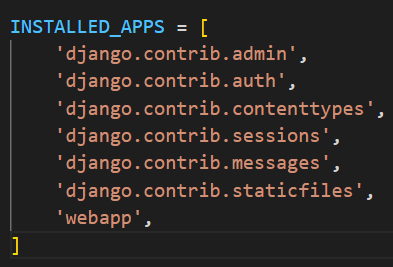 INSTALLED_APPS = [
    'django.contrib.admin',
    'django.contrib.auth',
    'django.contrib.contenttypes',
    'django.contrib.sessions',
    'django.contrib.messages',
    'django.contrib.staticfiles',
    'webapp',
]